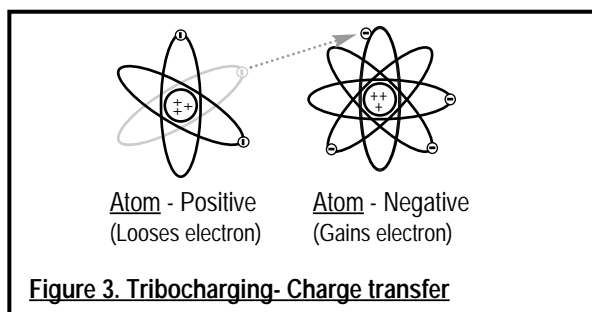 Atom - Positive
(Looses electron)
Atom - Negative
(Gains electron)
Figure 3. Tribocharging- Charge transfer